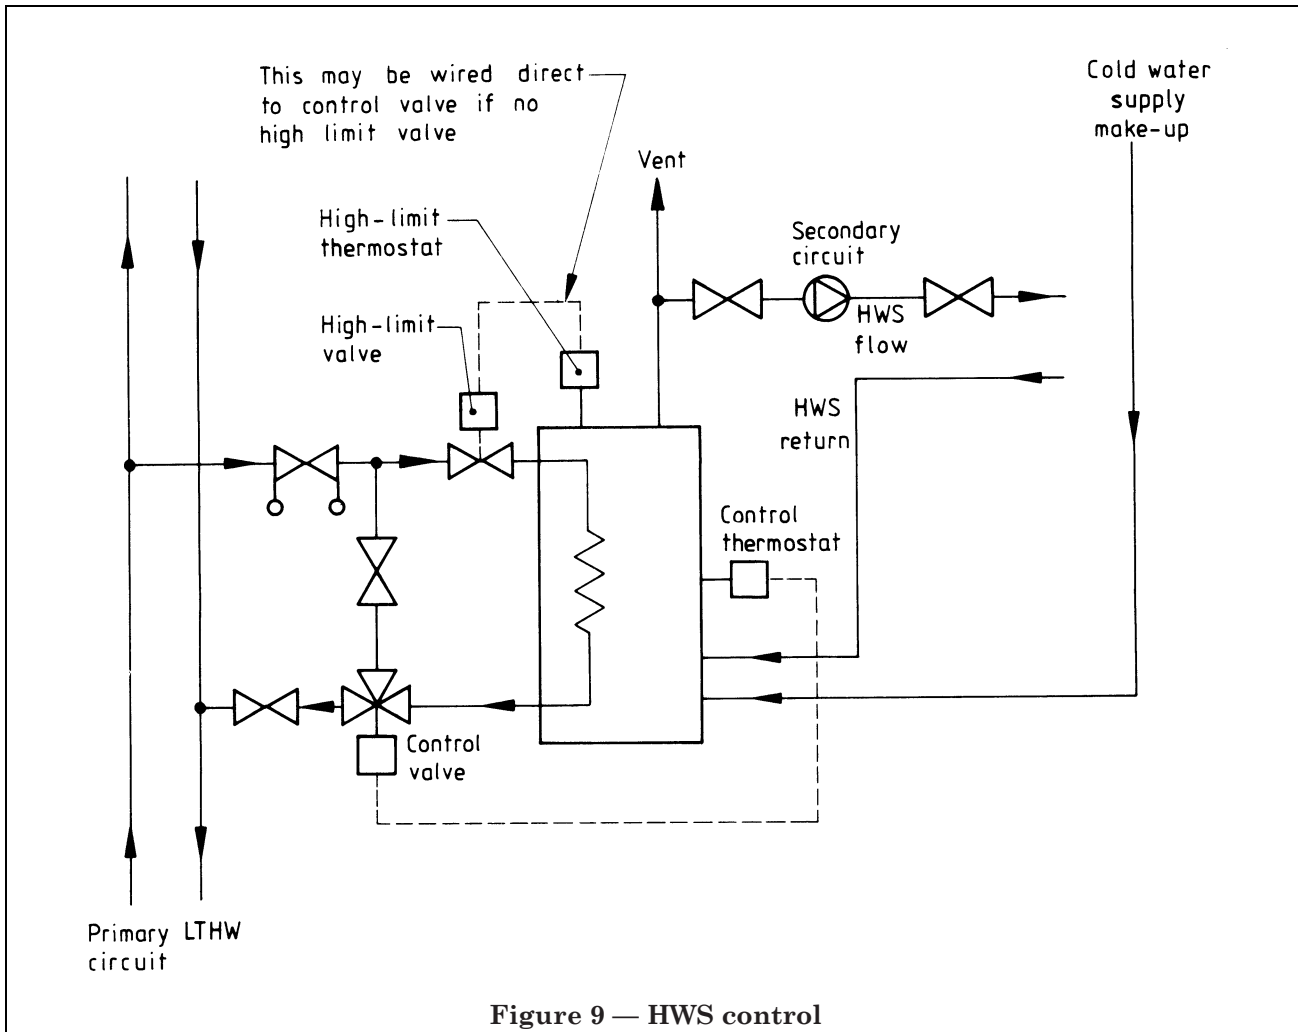 This may be wired direct
to control valve if no
high limit valve
Cold water
supply
make-up
Vent
High-limit
thermostat
Secondary
circuit
High-limit
valve
HWS
flow
HWS
return
Control
thermostat
Control
valve
Primary LTHW
circuit
Figure 9 — HWS control